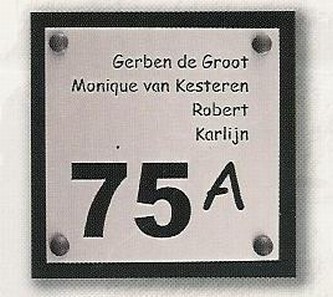 Gerben de Groot
Monique van Kesteren
Robert
Karlijn
75A